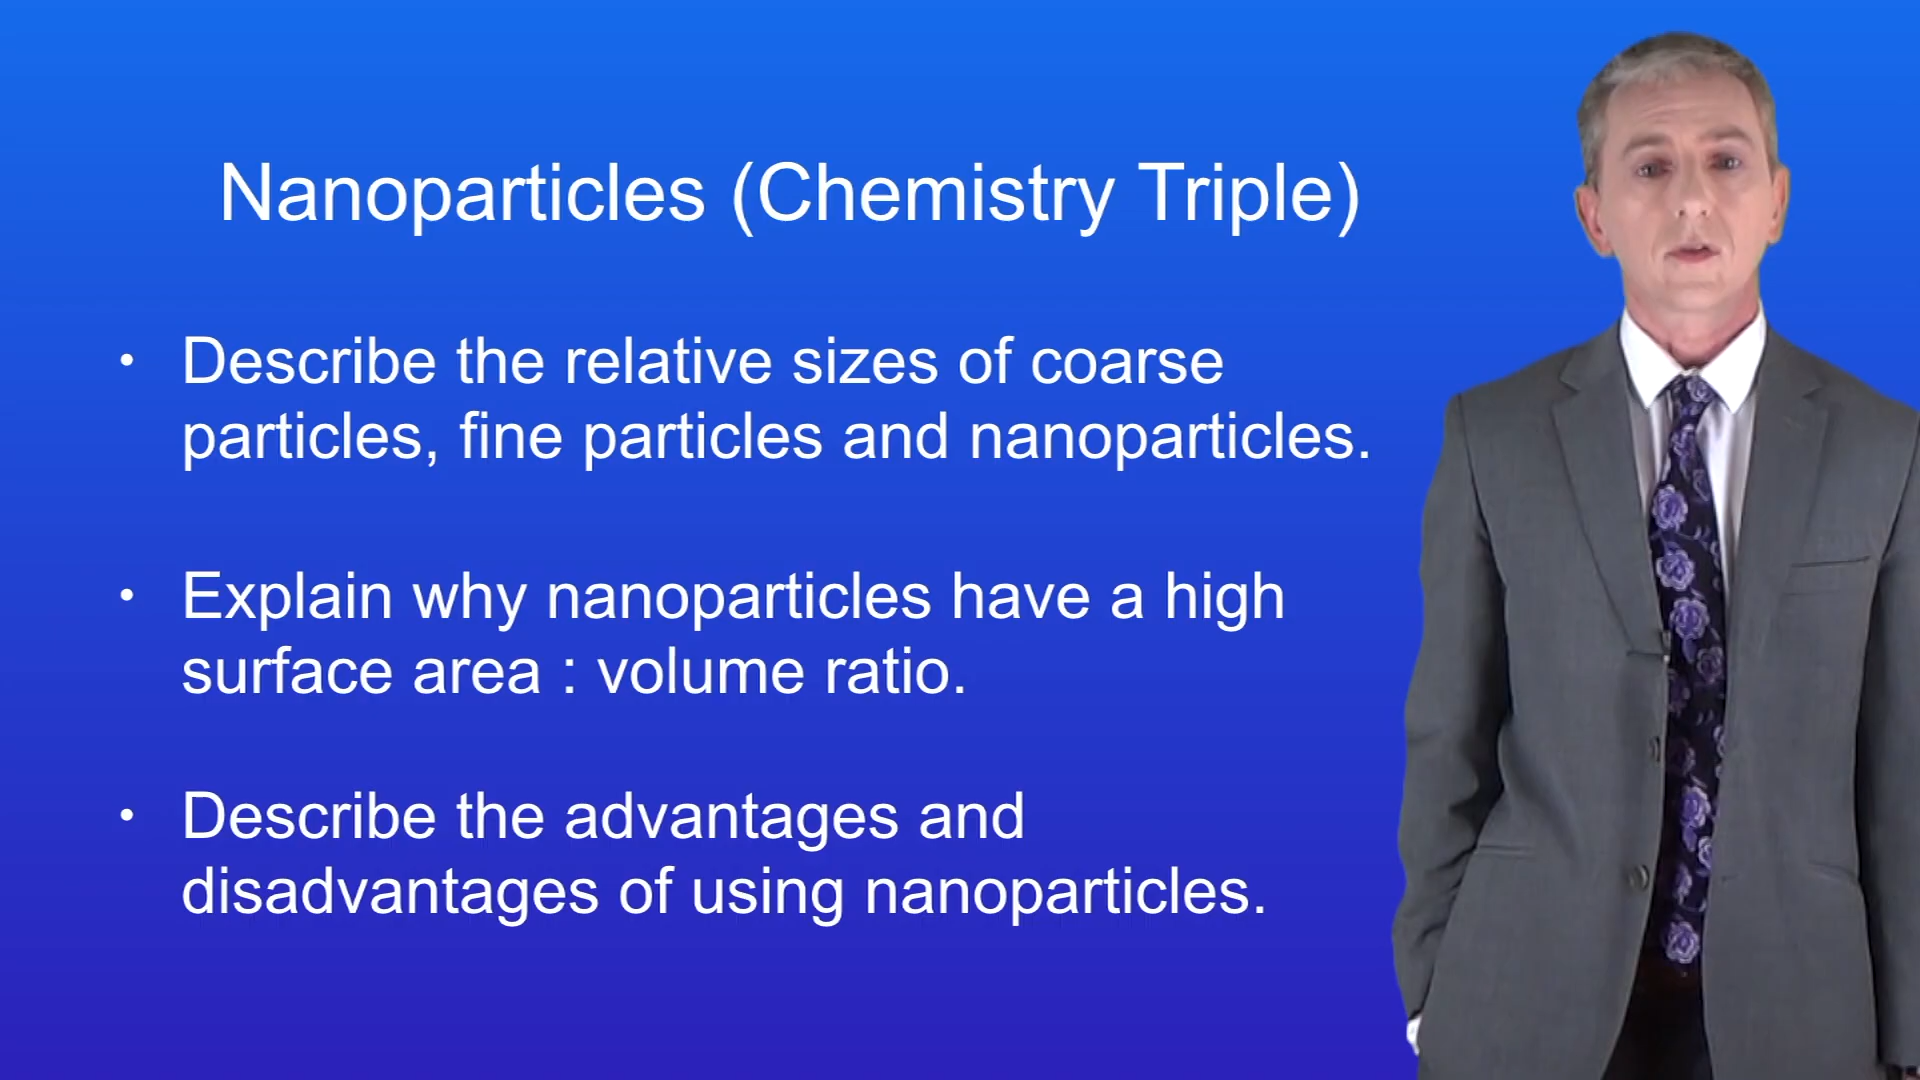 Nanoparticles (Chemistry Triple)
• Describe the relative sizes of coarse
particles, fine particles and nanoparticles.
• Explain why nanoparticles have a high
surface area : volume ratio.
• Describe the advantages and
disadvantages of using nanoparticles.